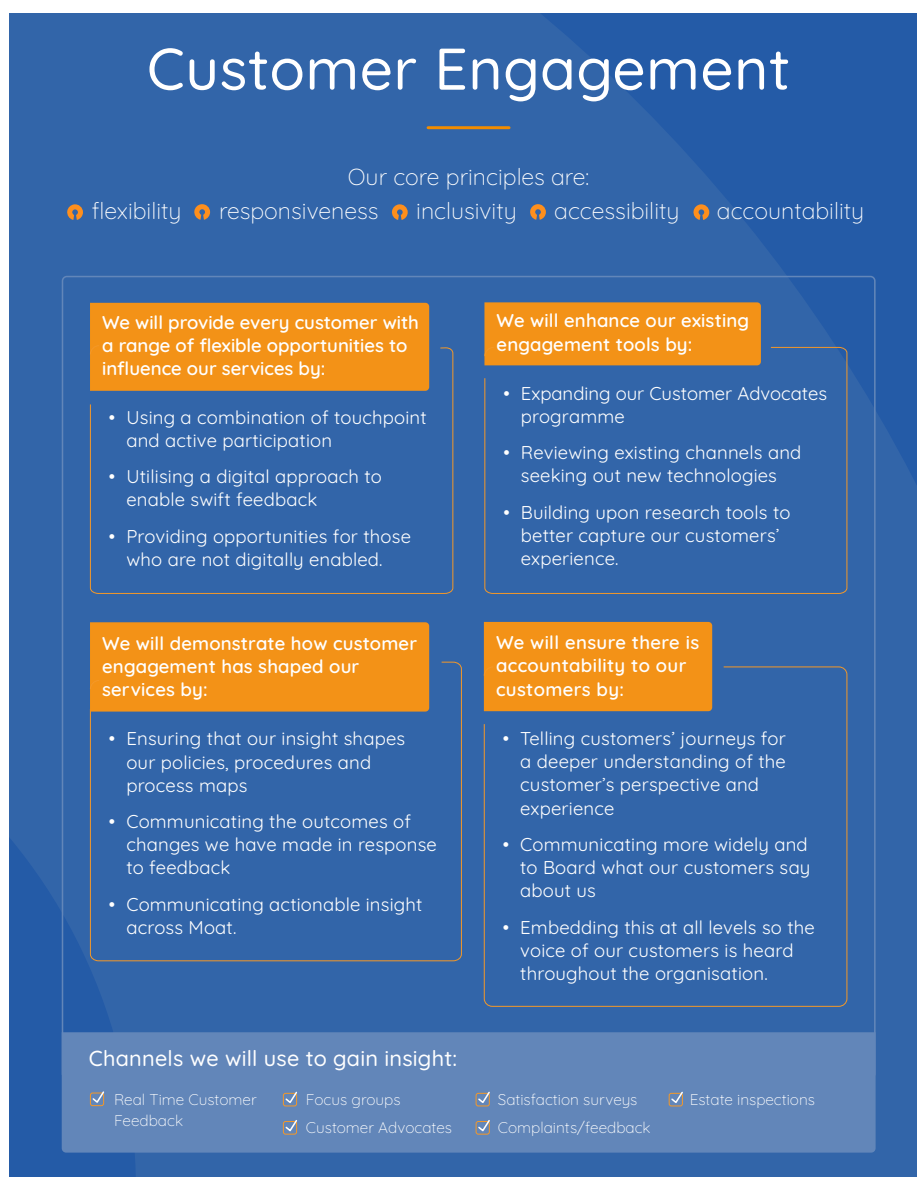 Customer Engagement
Our core principles are:
flexibility responsiveness inclusivity accessibility accountability
We will provide every customer with
a range of flexible opportunities to
influence our services by:
• Using a combination of touchpoint
and active participation
• Utilising a digital approach to
enable swift feedback
• Providing opportunities for those
who are not digitally enabled.
We will enhance our existing
engagement tools by:
• Expanding our Customer Advocates
programme
• Reviewing existing channels and
seeking out new technologies
• Building upon research tools to
better capture our customers’
experience.
We will demonstrate how customer
engagement has shaped our
services by:
• Ensuring that our insight shapes
our policies, procedures and
process maps
• Communicating the outcomes of
changes we have made in response
to feedback
• Communicating actionable insight
across Moat.
We will ensure there is
accountability to our
customers by:
• Telling customers’ journeys for
a deeper understanding of the
customer’s perspective and
experience
• Communicating more widely and
to Board what our customers say
about us
• Embedding this at all levels so the
voice of our customers is heard
throughout the organisation.
Channels we will use to gain insight:
Real Time Customer
Feedback
Focus groups
Customer Advocates
Satisfaction surveys
Complaints/feedback
Estate inspections